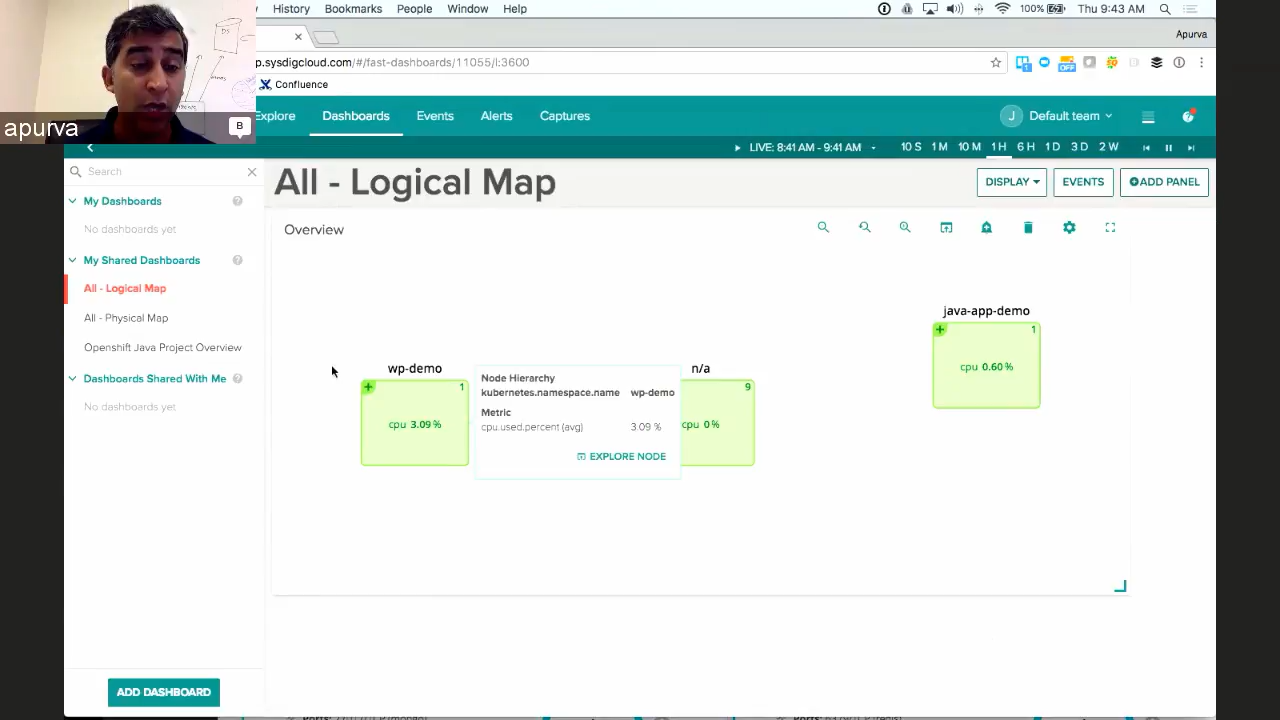 History Bookmarks People Window Help 100% Thu 9:43 AM
DS
apurva
B
Apurva
p.sysdigcloud.com/#/fast-dashboards/11055/l:3600
1
OFF
Confluence
Explore Dashboards Events Alerts Captures J Default team
LIVE: 8:41 AM - 9:41 AM 10 S 1 M 10 M 1 H 6 H 1 D 3 D 2 W
Search
All - Logical Map
DISPLAY EVENTS ADD PANEL
My Dashboards
No dashboards yet
My Shared Dashboards
All - Logical Map
All - Physical Map
Openshift Java Project Overview
Dashboards Shared With Me
No dashboards yet
ADD DASHBOARD
Overview
java-app-demo
1
cpu 0.60 %
wp-demo
1
cpu 3.09 %
Node Hierarchy
kubernetes.namespace.name wp-demo
Metric
cpu.used.percent (avg) 3.09 %
EXPLORE NODE
n/a
9
cpu 0 %